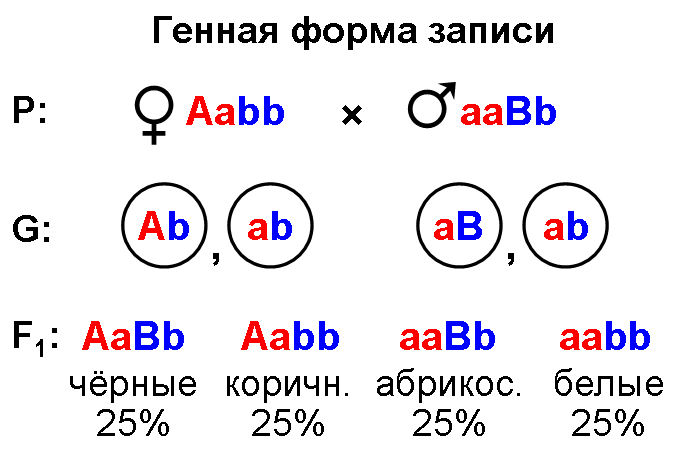 Генная форма записи
P: ♀ Aabb × ♂ aaBb
G: Ab, ab aB, ab
F₁: AaBb Aabb aaBb aabb
чёрные коричн. абрикос. белые
25% 25% 25% 25%